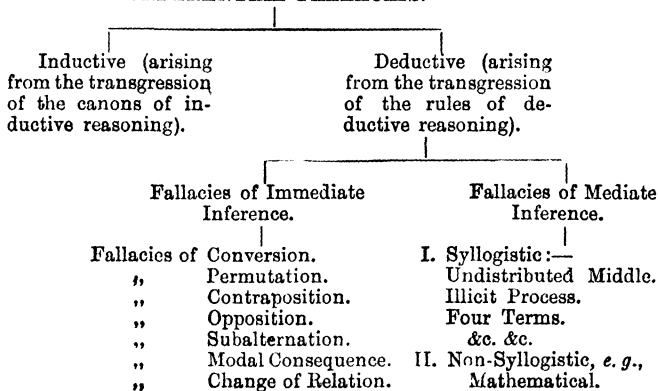 Inductive (arising
from the transgression
of the canons of in-
ductive reasoning).
Deductive (arising
from the transgression
of the rules of de-
ductive reasoning).
Fallacies of Immediate
Inference.
Fallacies of Conversion.
„ Permutation.
„ Contraposition.
„ Opposition.
„ Subalternation.
„ Modal Consequence.
„ Change of Relation.
Fallacies of Mediate
Inference.
I. Syllogistic:—
Undistributed Middle.
Illicit Process.
Four Terms.
&c. &c.
II. Non-Syllogistic, e. g.,
Mathematical.